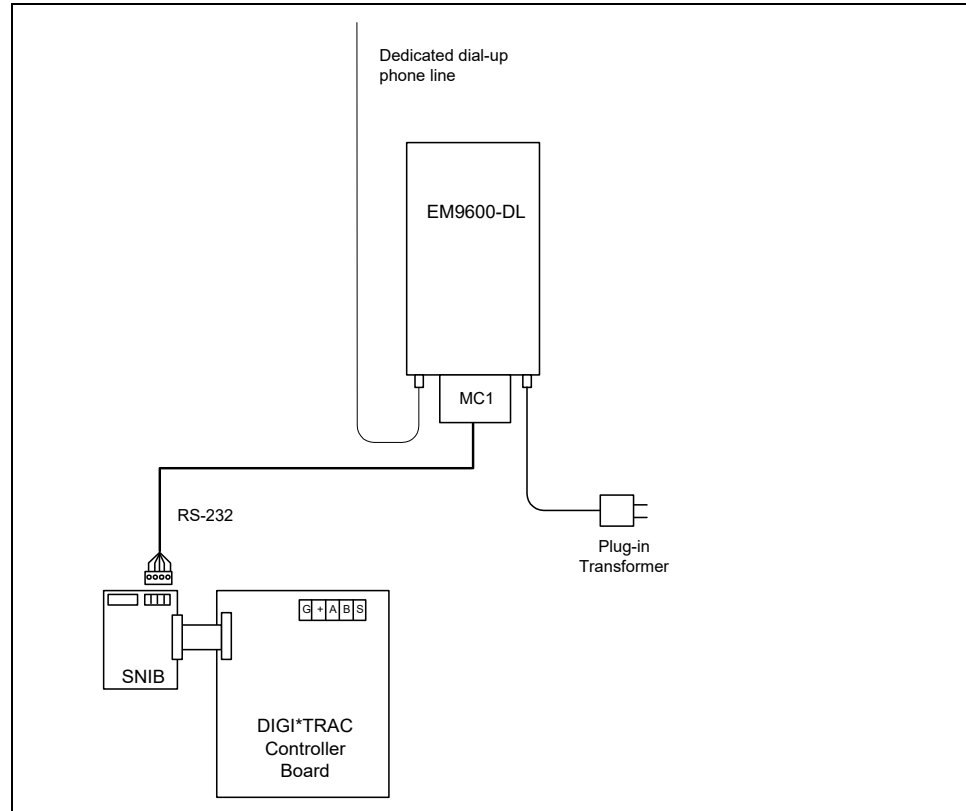 Dedicated dial-up
phone line
EM9600-DL
MC1
RS-232
Plug-in
Transformer
G + A B S
SNIB
DIGI*TRAC
Controller
Board